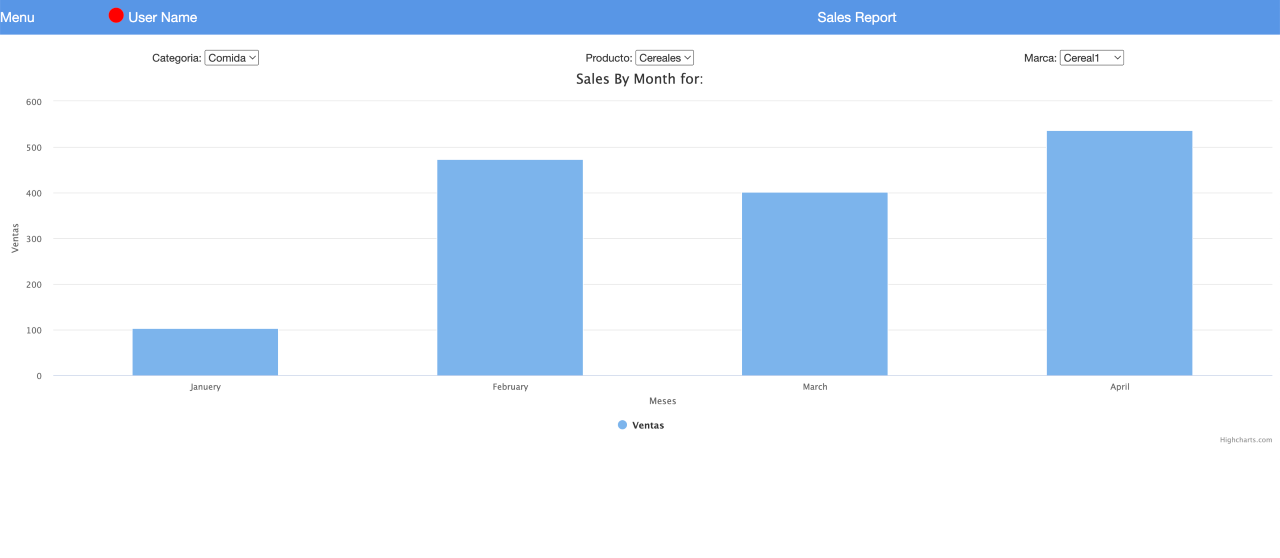 Menu User Name Sales Report
Categoria: Comida Producto: Cereales Marca: Cereal1
Sales By Month for:
600
500
400
300
200
100
0
Ventas
Januery February March April
Meses
Ventas
Highcharts.com